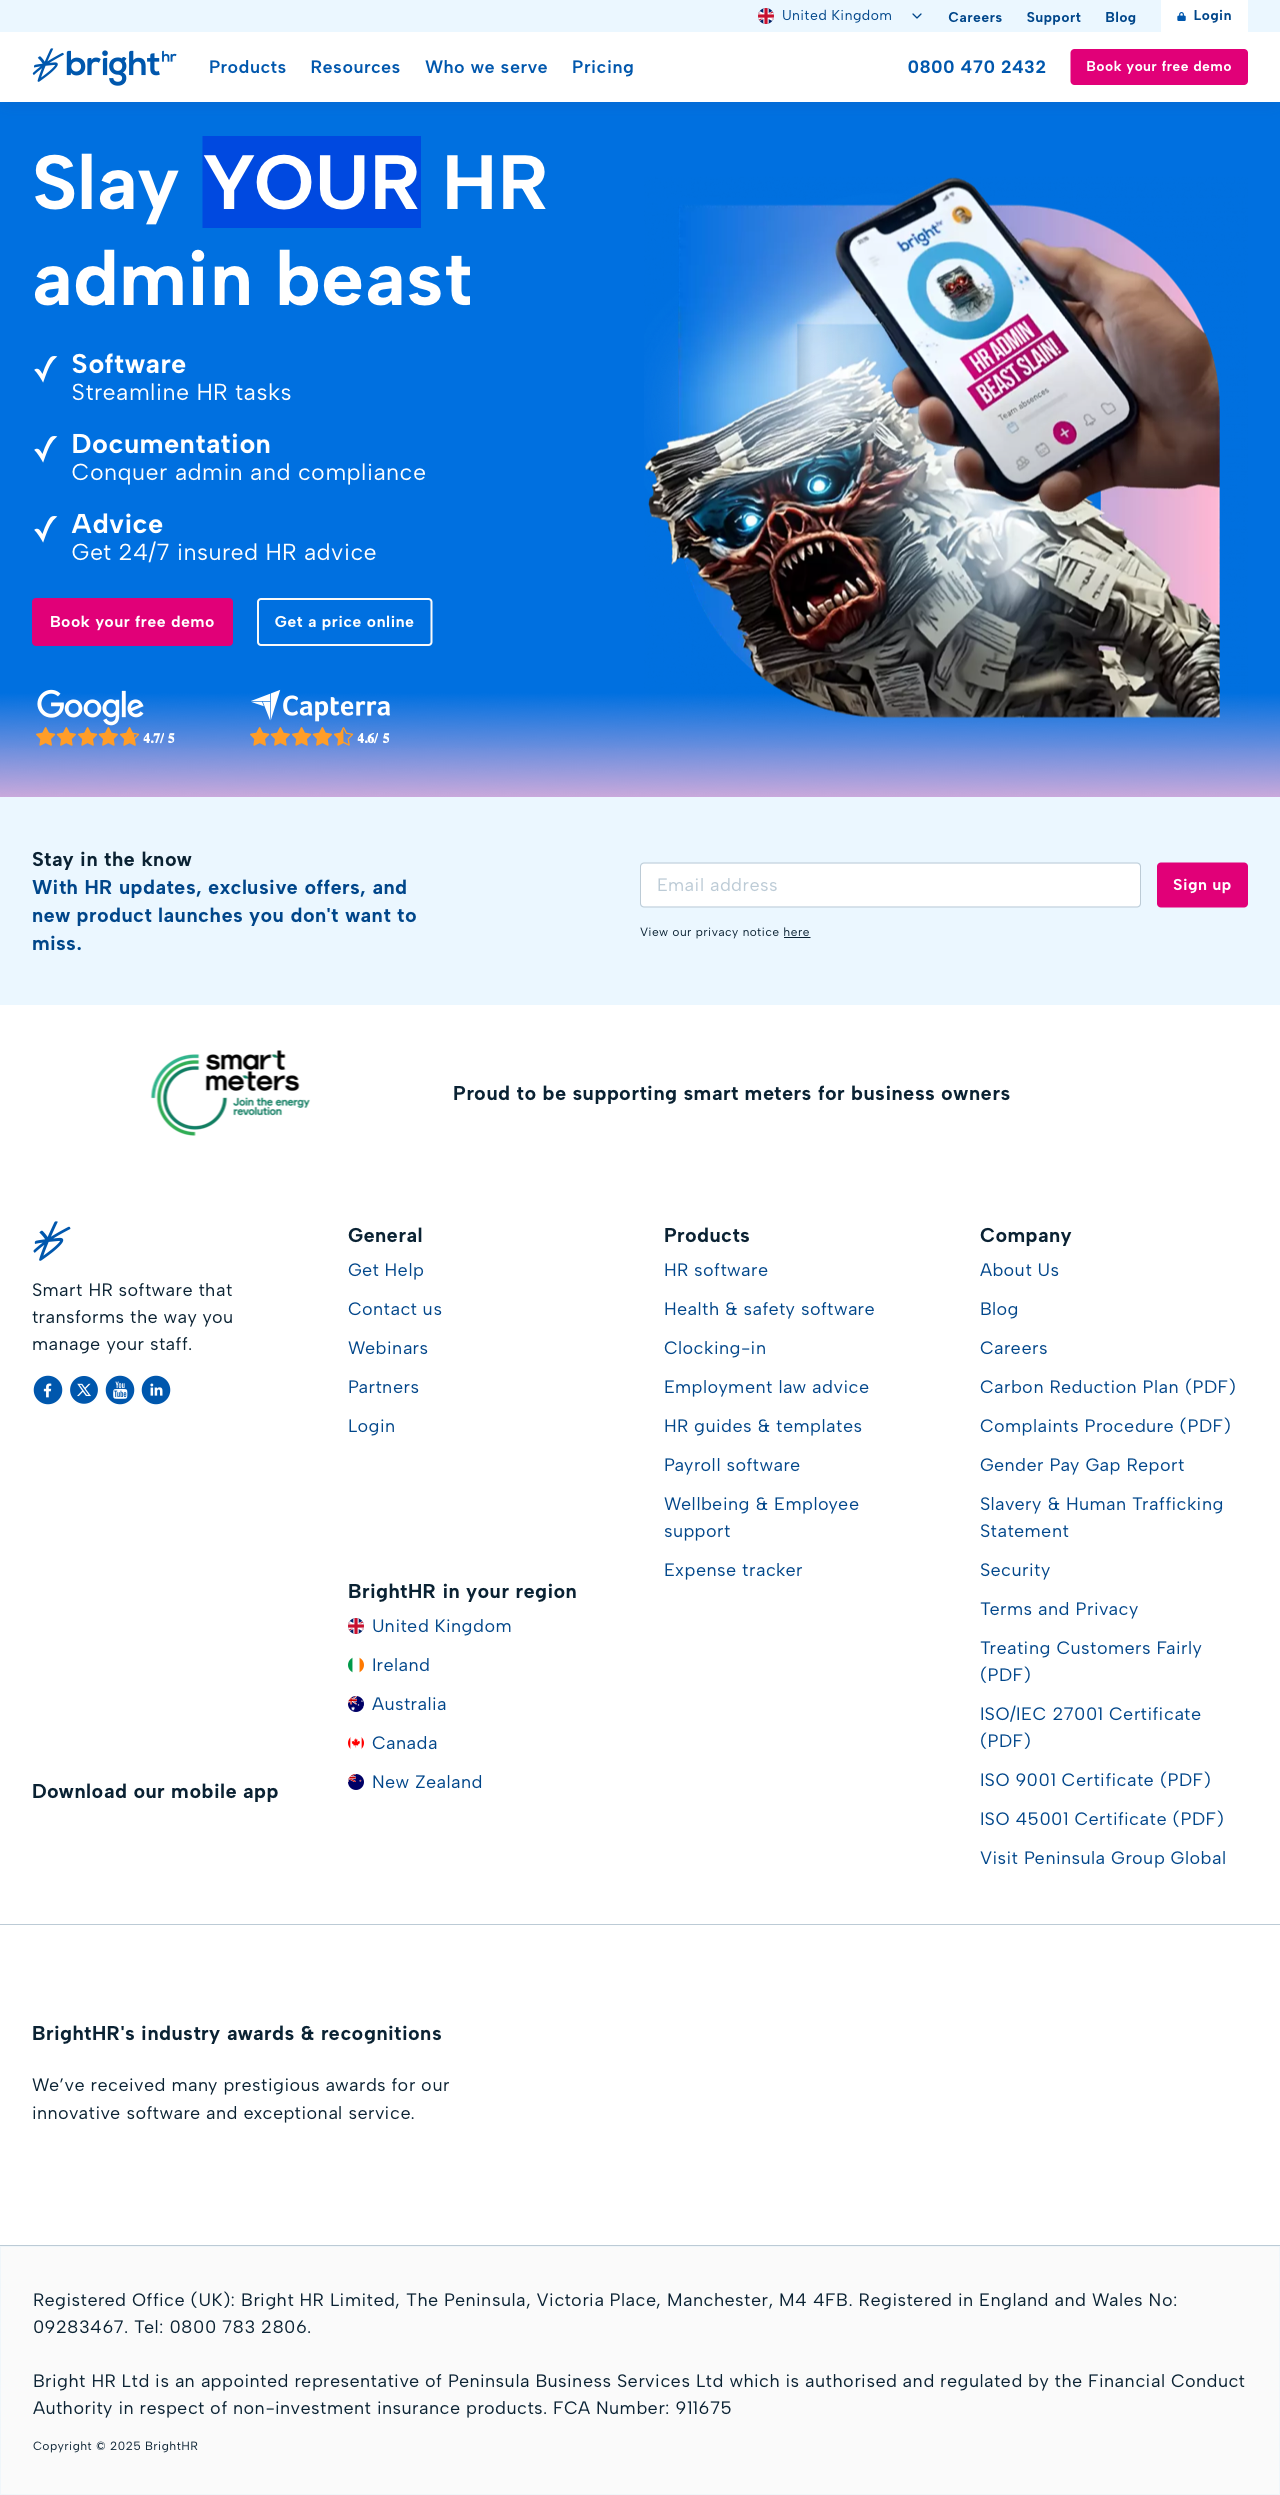 United Kingdom
Careers
Support
Blog
Login
bright hr
Products
Resources
Who we serve
Pricing
0800 470 2432
Book your free demo
Slay YOUR HR
admin beast
Software
Streamline HR tasks
Documentation
Conquer admin and compliance
Advice
Get 24/7 insured HR advice
Book your free demo
Get a price online
Google
4.7/ 5
Capterra
4.6/ 5
bright hr
HR ADMIN
BEAST SLAIN!
Team absences
Stay in the know
With HR updates, exclusive offers, and
new product launches you don't want to
miss.
Email address
Sign up
View our privacy notice here
smart
meters
Join the energy
revolution
Proud to be supporting smart meters for business owners
Smart HR software that
transforms the way you
manage your staff.
You
Tube
in
Download our mobile app
General
Get Help
Contact us
Webinars
Partners
Login
BrightHR in your region
United Kingdom
Ireland
Australia
Canada
New Zealand
Products
HR software
Health & safety software
Clocking-in
Employment law advice
HR guides & templates
Payroll software
Wellbeing & Employee
support
Expense tracker
Company
About Us
Blog
Careers
Carbon Reduction Plan (PDF)
Complaints Procedure (PDF)
Gender Pay Gap Report
Slavery & Human Trafficking
Statement
Security
Terms and Privacy
Treating Customers Fairly
(PDF)
ISO/IEC 27001 Certificate
(PDF)
ISO 9001 Certificate (PDF)
ISO 45001 Certificate (PDF)
Visit Peninsula Group Global
BrightHR's industry awards & recognitions
We’ve received many prestigious awards for our
innovative software and exceptional service.
Registered Office (UK): Bright HR Limited, The Peninsula, Victoria Place, Manchester, M4 4FB. Registered in England and Wales No:
09283467. Tel: 0800 783 2806.
Bright HR Ltd is an appointed representative of Peninsula Business Services Ltd which is authorised and regulated by the Financial Conduct
Authority in respect of non-investment insurance products. FCA Number: 911675
Copyright © 2025 BrightHR